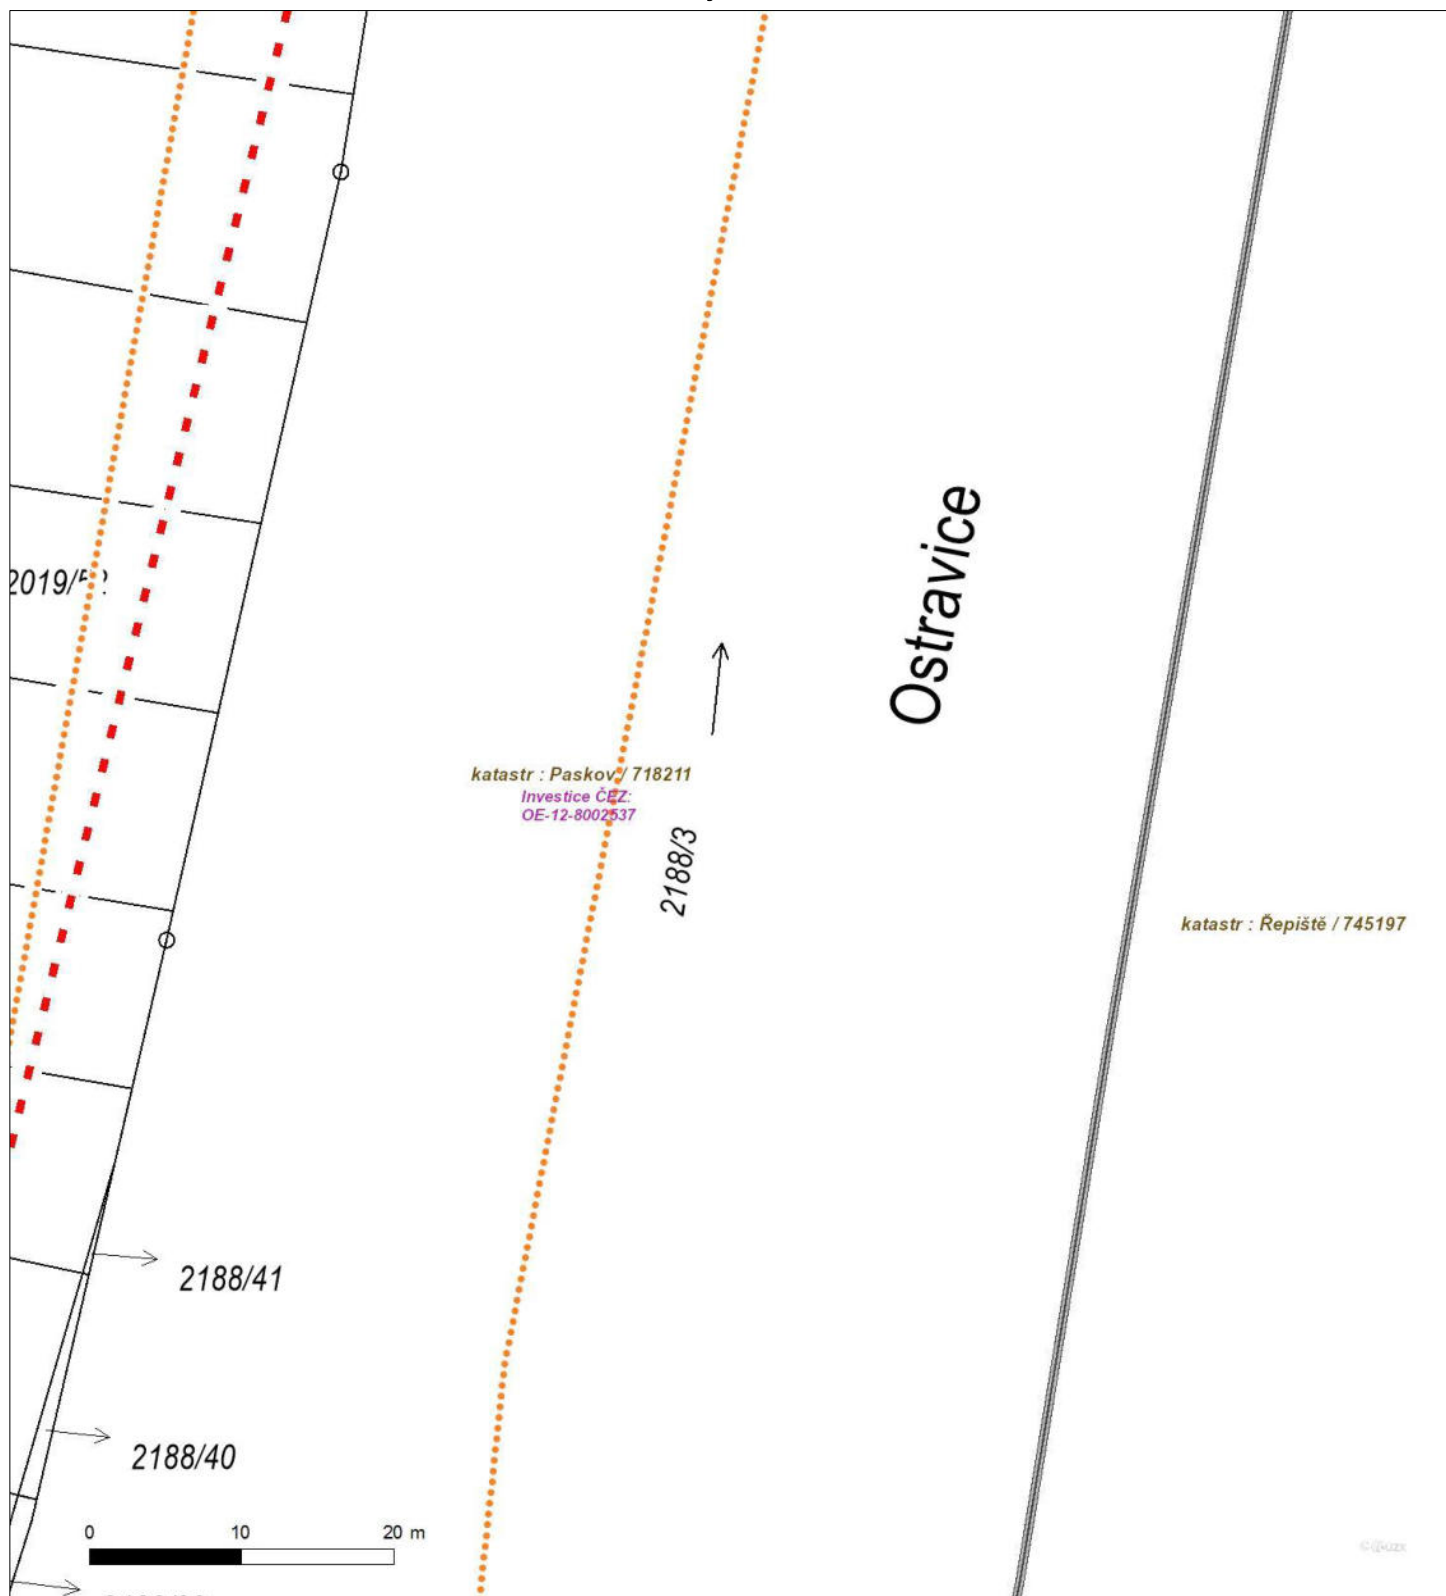 Ostravice
2019/
katastr : Paskov / 718211
Investice ČEZ:
OE-12-8002537
2188/3
katastr : Řepiště / 745197
2188/41
2188/40
0 10 20 m